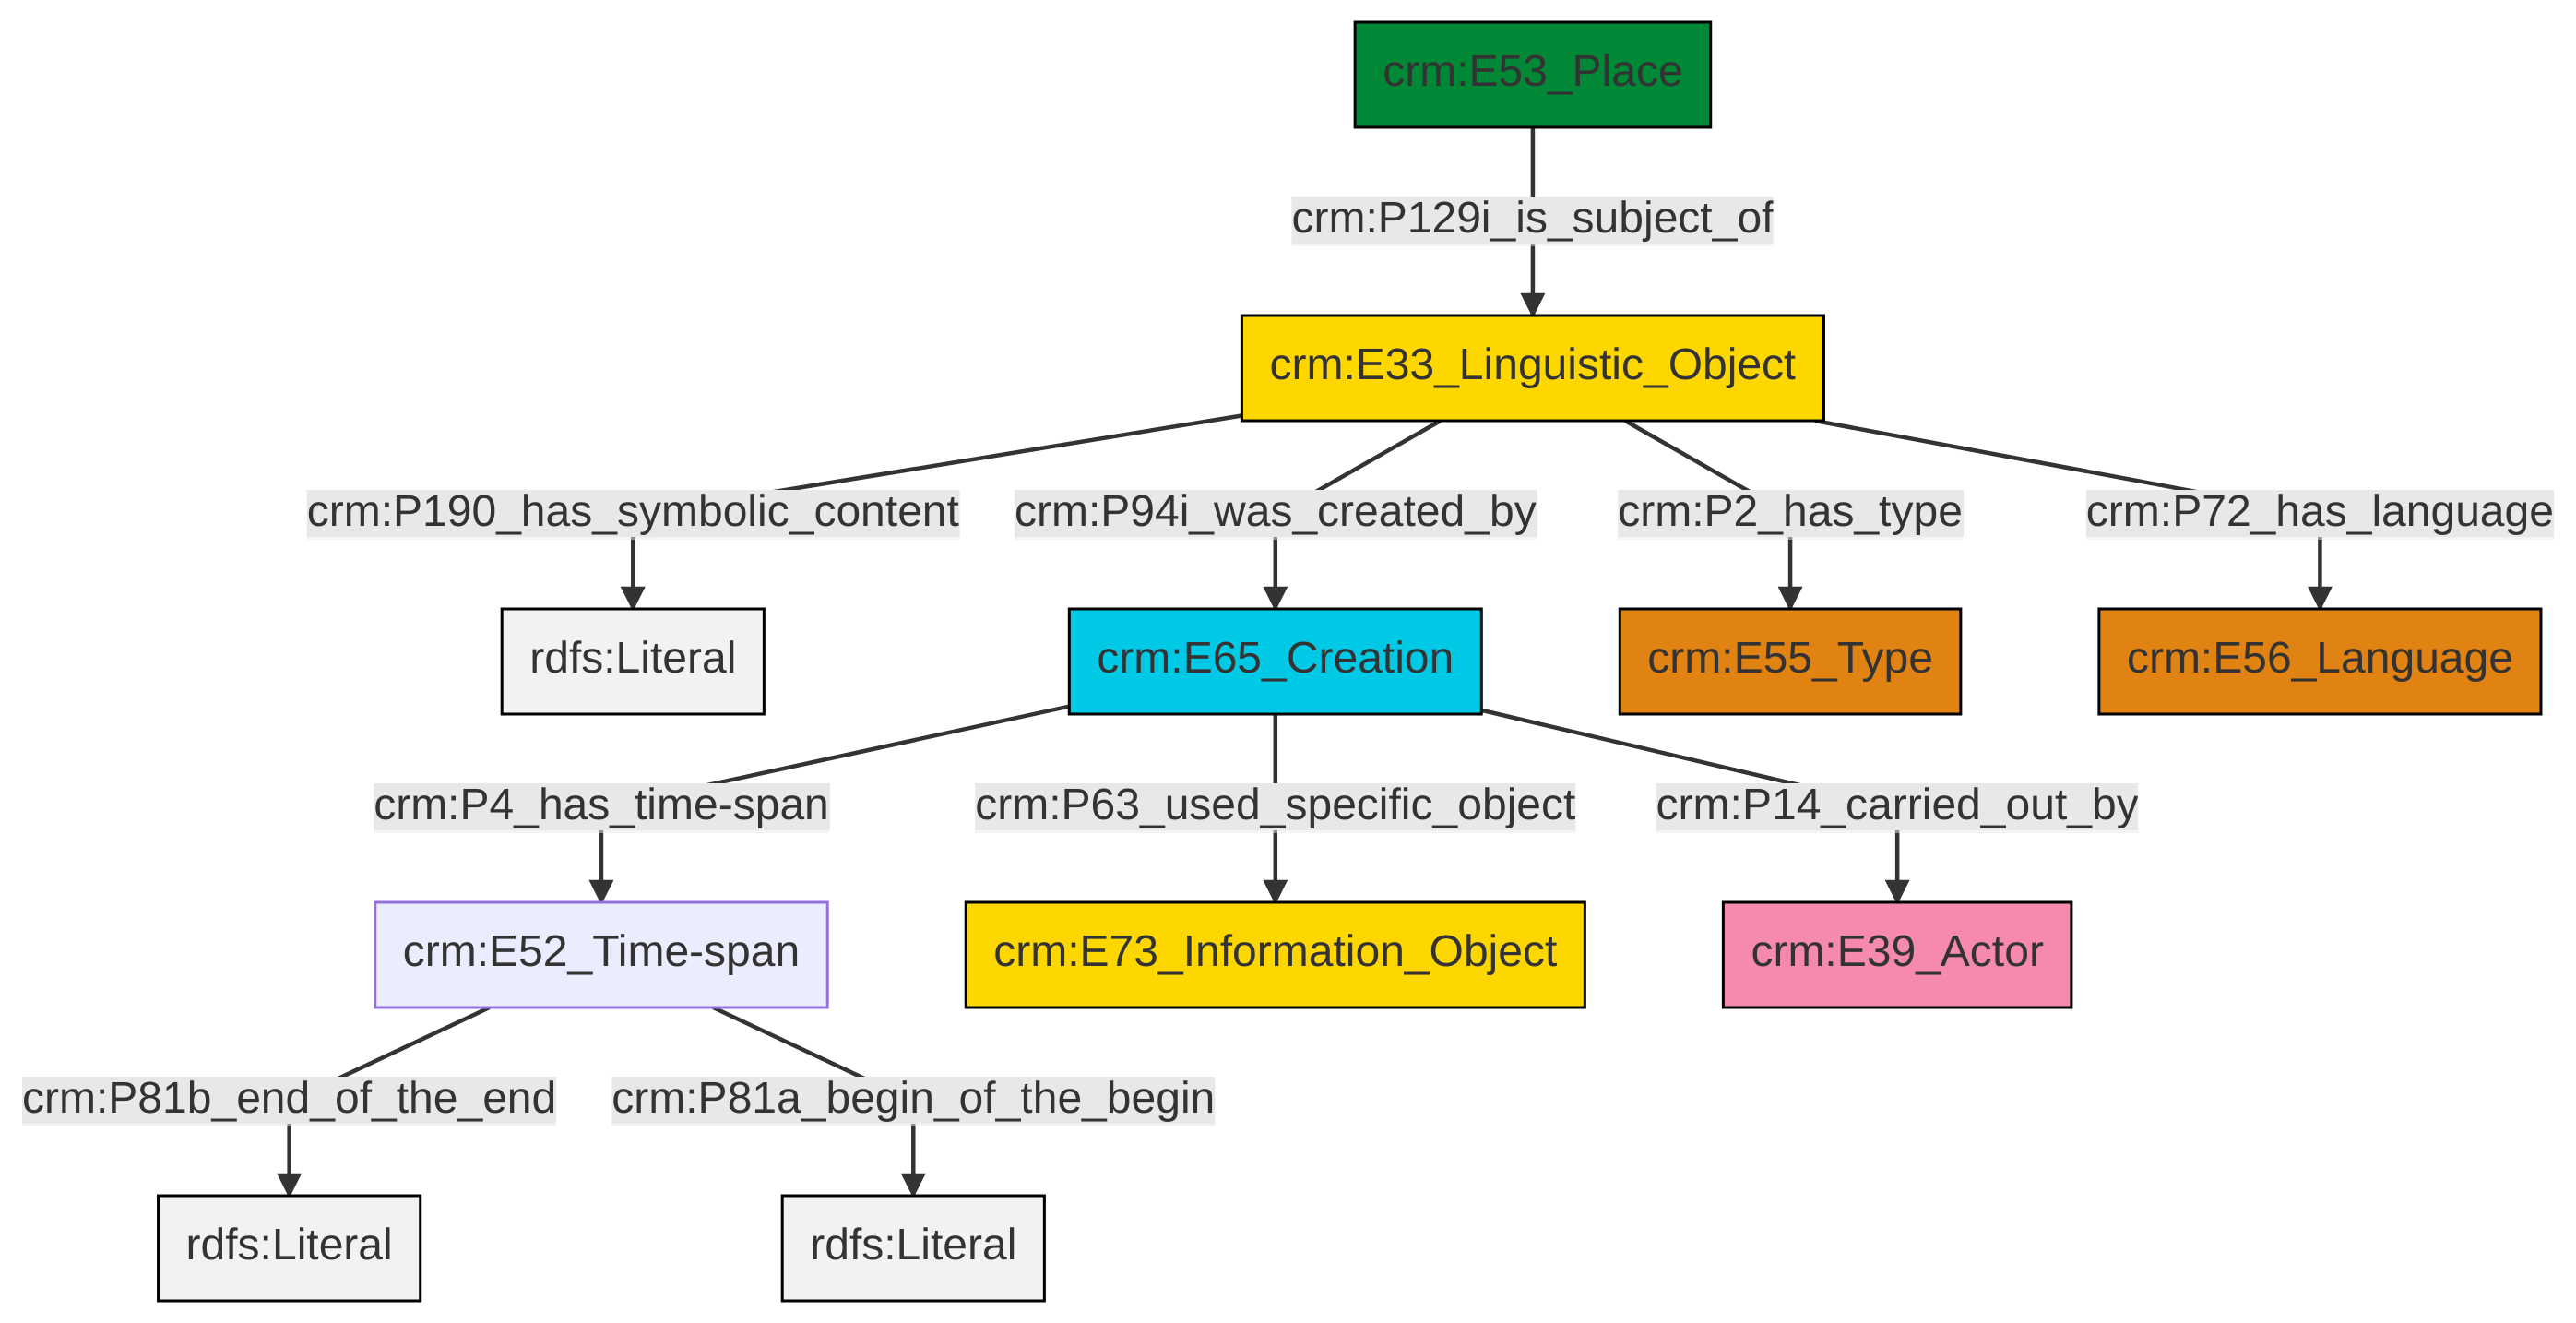 crm:E53_Place
crm:P129i_is_subject_of
crm:E33_Linguistic_Object
crm:P190_has_symbolic_content
crm:P94i_was_created_by
crm:P2_has_type
crm:P72_has_language
rdfs:Literal
crm:E65_Creation
crm:E55_Type
crm:E56_Language
crm:P4_has_time-span
crm:P63_used_specific_object
crm:P14_carried_out_by
crm:E52_Time-span
crm:E73_Information_Object
crm:E39_Actor
crm:P81b_end_of_the_end
crm:P81a_begin_of_the_begin
rdfs:Literal
rdfs:Literal